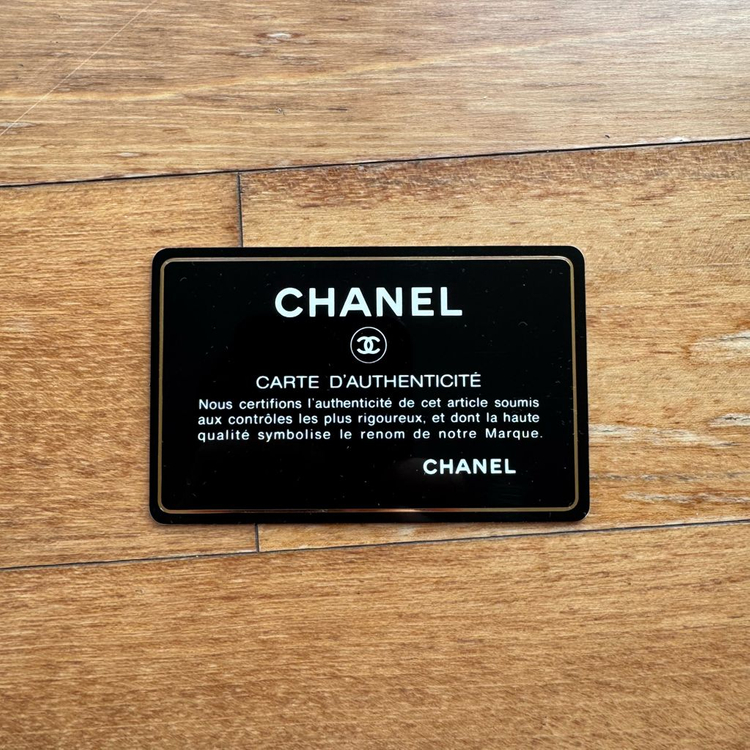 CHANEL
CARTE D'AUTHENTICITÉ
Nous certifions l'authenticité de cet article soumis
aux contrôles les plus rigoureux, et dont la haute
qualité symbolise le renom de notre Marque.
CHANEL